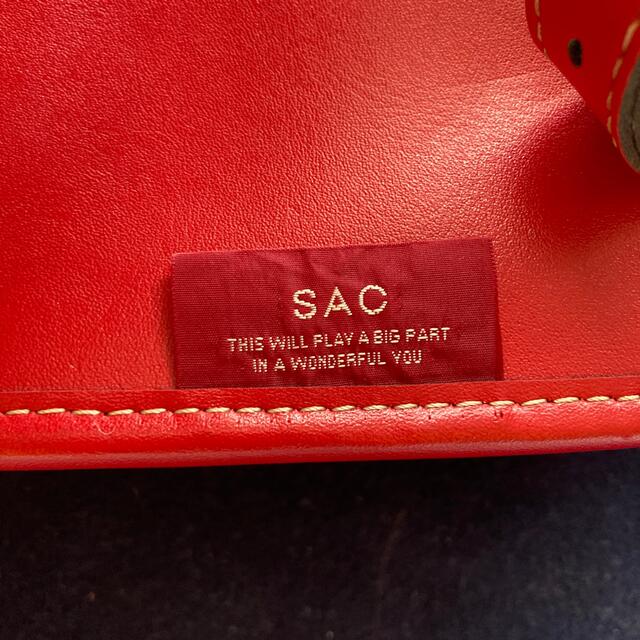 SAC
THIS WILL PLAY A BIG PART
IN A WONDERFUL YOU